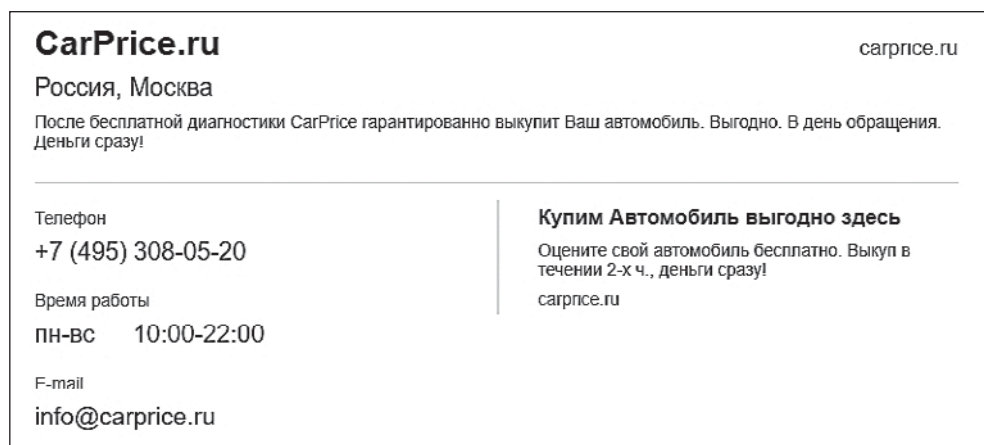 CarPrice.ru
carprice.ru
Россия, Москва
После бесплатной диагностики CarPrice гарантированно выкупит Ваш автомобиль. Выгодно. В день обращения.
Деньги сразу!
Телефон
+7 (495) 308-05-20
Время работы
пн-вс 10:00-22:00
E-mail
info@carprice.ru
Купим Автомобиль выгодно здесь
Оцените свой автомобиль бесплатно. Выкуп в
течении 2-х ч., деньги сразу!
carprice.ru